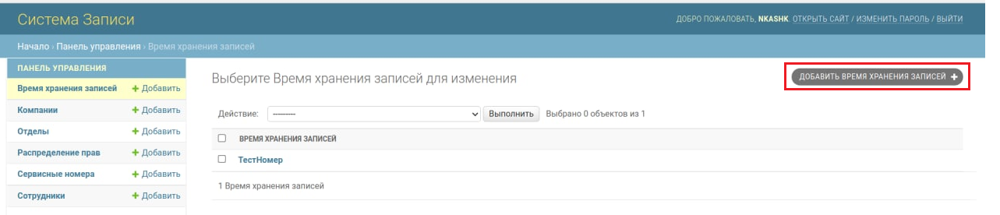 Система Записи
ДОБРО ПОЖАЛОВАТЬ, NKASHK. ОТКРЫТЬ САЙТ / ИЗМЕНИТЬ ПАРОЛЬ / ВЫЙТИ
Начало › Панель управления › Время хранения записей
ПАНЕЛЬ УПРАВЛЕНИЯ
Время хранения записей + Добавить
Компании + Добавить
Отделы + Добавить
Распределение прав + Добавить
Сервисные номера + Добавить
Сотрудники + Добавить
Выберите Время хранения записей для изменения
ДОБАВИТЬ ВРЕМЯ ХРАНЕНИЯ ЗАПИСЕЙ +
Действие: --------- Выполнить Выбрано 0 объектов из 1
ВРЕМЯ ХРАНЕНИЯ ЗАПИСЕЙ
ТестНомер
1 Время хранения записей